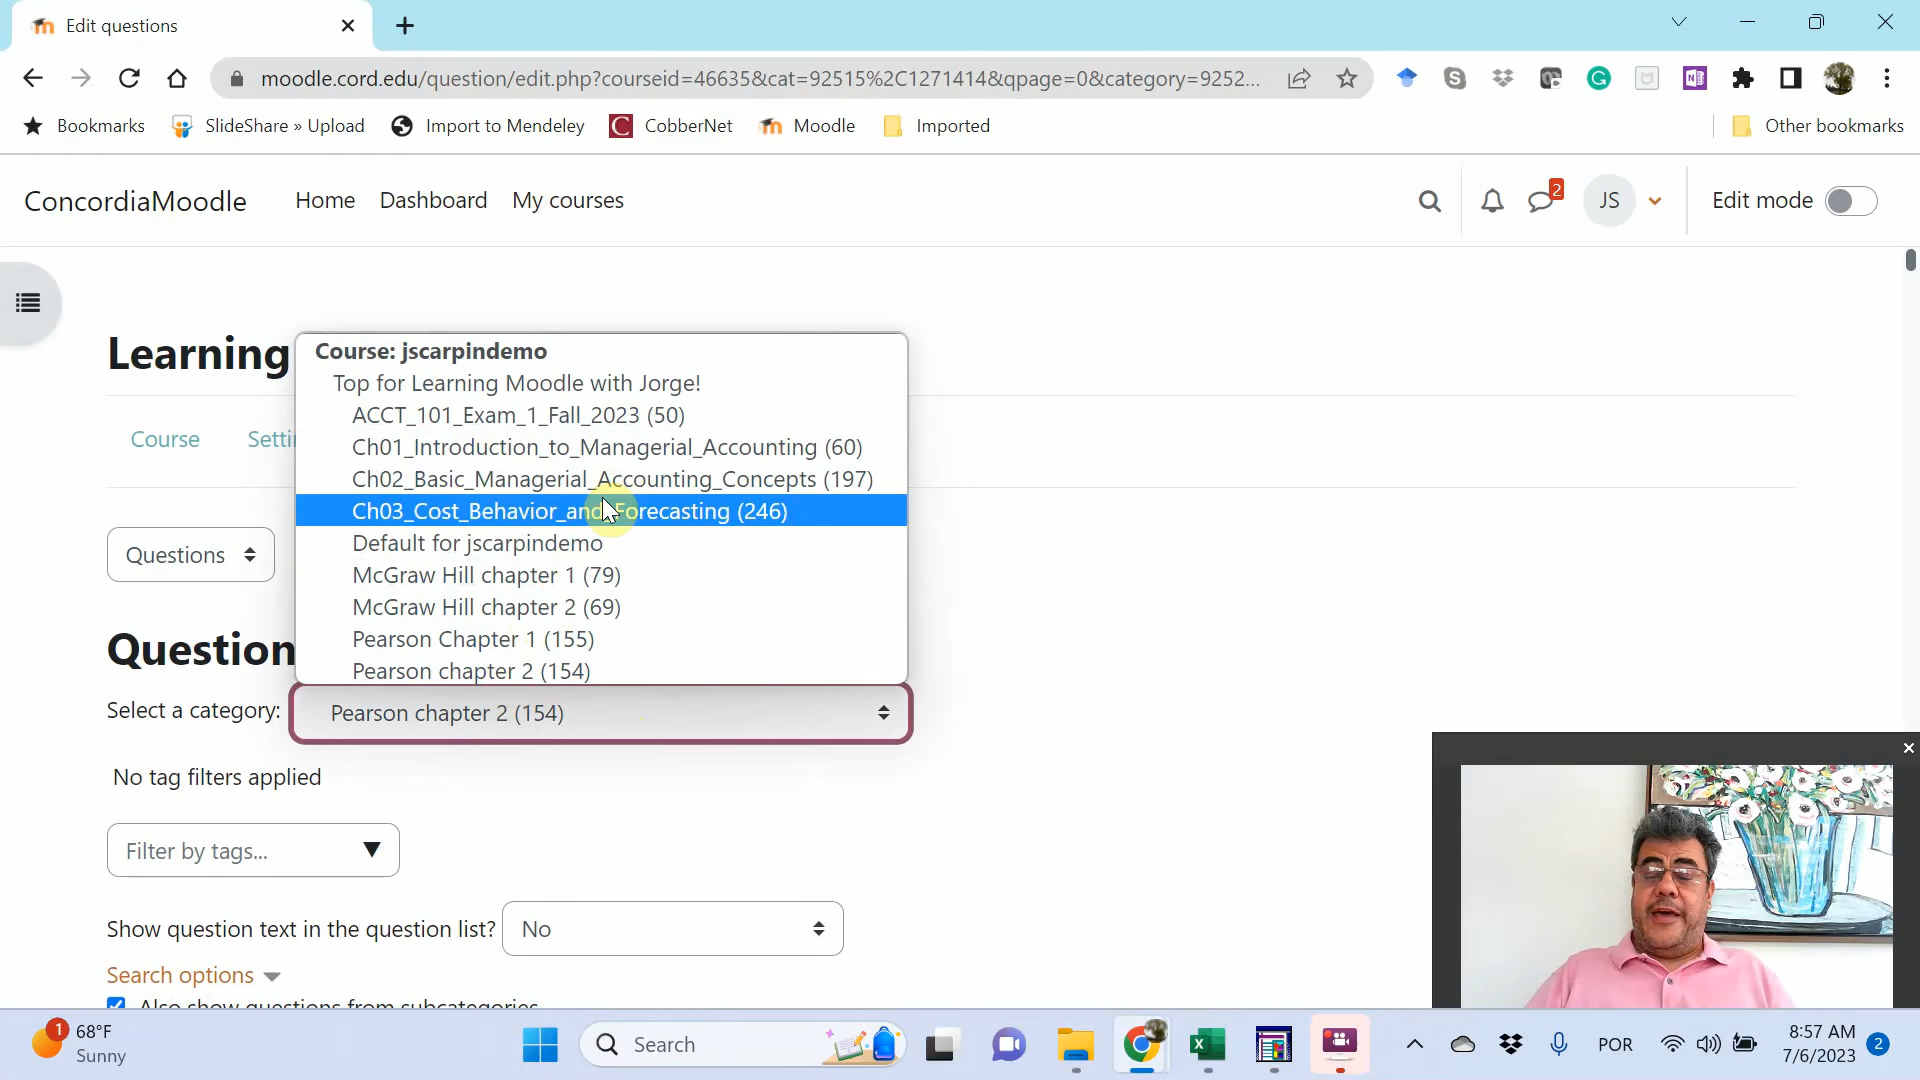 Edit questions
moodle.cord.edu/question/edit.php?courseid=46635&cat=92515%2C1271414&qpage=0&category=9252...
Bookmarks
SlideShare » Upload
Import to Mendeley
CobberNet
Moodle
Imported
Other bookmarks
ConcordiaMoodle
Home
Dashboard
My courses
2
JS
Edit mode
Learning
Course: jscarpindemo
Top for Learning Moodle with Jorge!
ACCT_101_Exam_1_Fall_2023 (50)
Course
Setti
Ch01_Introduction_to_Managerial_Accounting (60)
Ch02_Basic_Managerial_Accounting_Concepts (197)
Ch03_Cost_Behavior_and_Forecasting (246)
Questions
Default for jscarpindemo
McGraw Hill chapter 1 (79)
McGraw Hill chapter 2 (69)
Pearson Chapter 1 (155)
Pearson chapter 2 (154)
Question
Select a category:
Pearson chapter 2 (154)
No tag filters applied
Filter by tags...
Show question text in the question list?
No
Search options
Also show questions from subcategories
1
68°F
Sunny
Search
POR
8:57 AM
7/6/2023
2